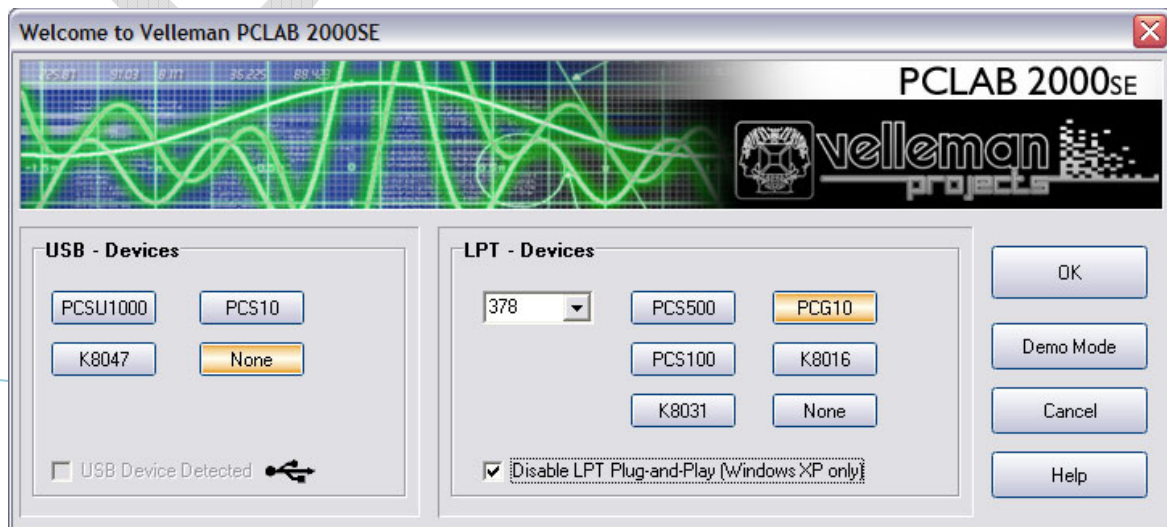 Welcome to Velleman PCLAB 2000SE
PCLAB 2000SE
velleman
projects
USB - Devices
PCSU1000
PCS10
K8047
None
USB Device Detected
LPT - Devices
378
PCS500
PCG10
PCS100
K8016
K8031
None
Disable LPT Plug-and-Play (Windows XP only)
OK
Demo Mode
Cancel
Help